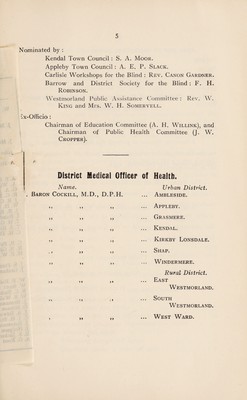 5
Nominated by :
Kendal Town Council : S. A. Moor.
Appleby Town Council : A. E. P. Slack.
Carlisle Workshops for the Blind : Rev. Canon Gardner.
Barrow and District Society for the Blind : F. H.
Robinson.
Westmorland Public Assistance Committee : Rev. W.
King and Mrs. W. H. Somervell.
Ex-Officio :
Chairman of Education Committee (A. H. Willink), and
Chairman of Public Health Committee (J. W.
Cropper).
District Medical Officer of Health.
Name. Urban District.
. Baron Cockill, M.D., D.P.H. ... Ambleside.
,, ,, ,, ... Appleby.
,, ,, ,, ... Grasmere.
,, ,, ,, ... Kendal.
,, ,, ,, ... Kirkby Lonsdale.
,, ,, ,, ... Shap.
,, ,, ,, ... Windermere.
Rural District.
,, ,, ,, ... East
Westmorland.
,, ,, ,, ... South
Westmorland.
, ,, ,, ... West Ward.